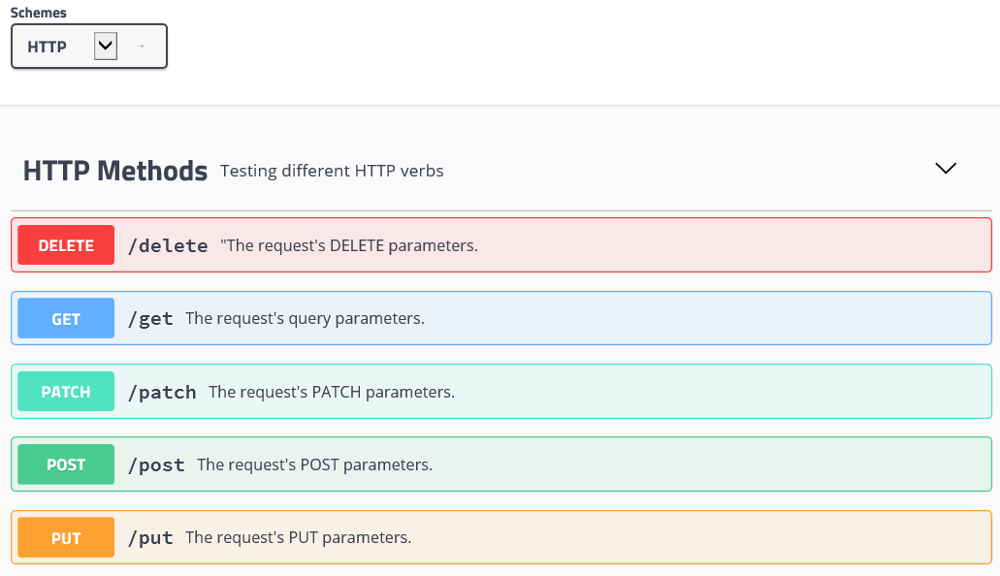 Schemes
HTTP
HTTP Methods Testing different HTTP verbs
DELETE /delete "The request's DELETE parameters.
GET /get The request's query parameters.
PATCH /patch The request's PATCH parameters.
POST /post The request's POST parameters.
PUT /put The request's PUT parameters.